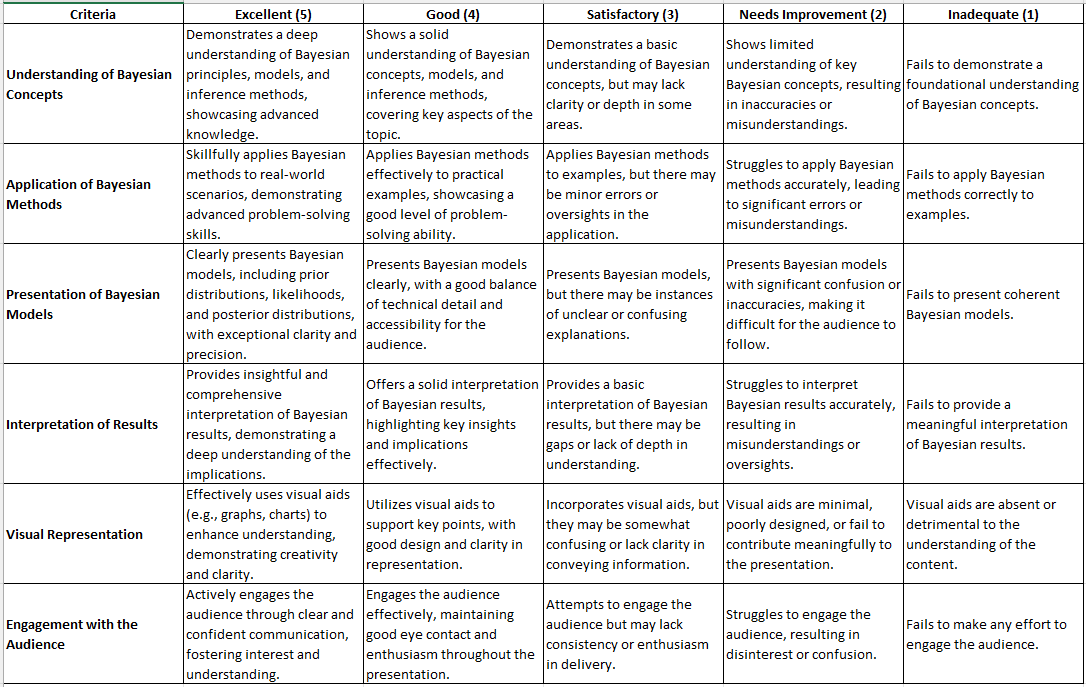 Criteria
Excellent (5)
Good (4)
Satisfactory (3)
Needs Improvement (2)
Inadequate (1)
Understanding of Bayesian
Concepts
Demonstrates a deep
understanding of Bayesian
principles, models, and
inference methods,
showcasing advanced
knowledge.
Shows a solid
understanding of Bayesian
concepts, models, and
inference methods,
covering key aspects of the
topic.
Demonstrates a basic
understanding of Bayesian
concepts, but may lack
clarity or depth in some
areas.
Shows limited
understanding of key
Bayesian concepts, resulting
in inaccuracies or
misunderstandings.
Fails to demonstrate a
foundational understanding
of Bayesian concepts.
Application of Bayesian
Methods
Skillfully applies Bayesian
methods to real-world
scenarios, demonstrating
advanced problem-solving
skills.
Applies Bayesian methods
effectively to practical
examples, showcasing a
good level of problem-
solving ability.
Applies Bayesian methods
to examples, but there may
be minor errors or
oversights in the
application.
Struggles to apply Bayesian
methods accurately, leading
to significant errors or
misunderstandings.
Fails to apply Bayesian
methods correctly to
examples.
Presentation of Bayesian
Models
Clearly presents Bayesian
models, including prior
distributions, likelihoods,
and posterior distributions,
with exceptional clarity and
precision.
Presents Bayesian models
clearly, with a good balance
of technical detail and
accessibility for the
audience.
Presents Bayesian models,
but there may be instances
of unclear or confusing
explanations.
Presents Bayesian models
with significant confusion or
inaccuracies, making it
difficult for the audience to
follow.
Fails to present coherent
Bayesian models.
Interpretation of Results
Provides insightful and
comprehensive
interpretation of Bayesian
results, demonstrating a
deep understanding of the
implications.
Offers a solid interpretation
of Bayesian results,
highlighting key insights
and implications
effectively.
Provides a basic
interpretation of Bayesian
results, but there may be
gaps or lack of depth in
understanding.
Struggles to interpret
Bayesian results accurately,
resulting in
misunderstandings or
oversights.
Fails to provide a
meaningful interpretation
of Bayesian results.
Visual Representation
Effectively uses visual aids
(e.g., graphs, charts) to
enhance understanding,
demonstrating creativity
and clarity.
Utilizes visual aids to
support key points, with
good design and clarity in
representation.
Incorporates visual aids, but
they may be somewhat
confusing or lack clarity in
conveying information.
Visual aids are minimal,
poorly designed, or fail to
contribute meaningfully to
the presentation.
Visual aids are absent or
detrimental to the
understanding of the
content.
Engagement with the
Audience
Actively engages the
audience through clear and
confident communication,
fostering interest and
understanding.
Engages the audience
effectively, maintaining
good eye contact and
enthusiasm throughout the
presentation.
Attempts to engage the
audience but may lack
consistency or enthusiasm
in delivery.
Struggles to engage the
audience, resulting in
disinterest or confusion.
Fails to make any effort to
engage the audience.